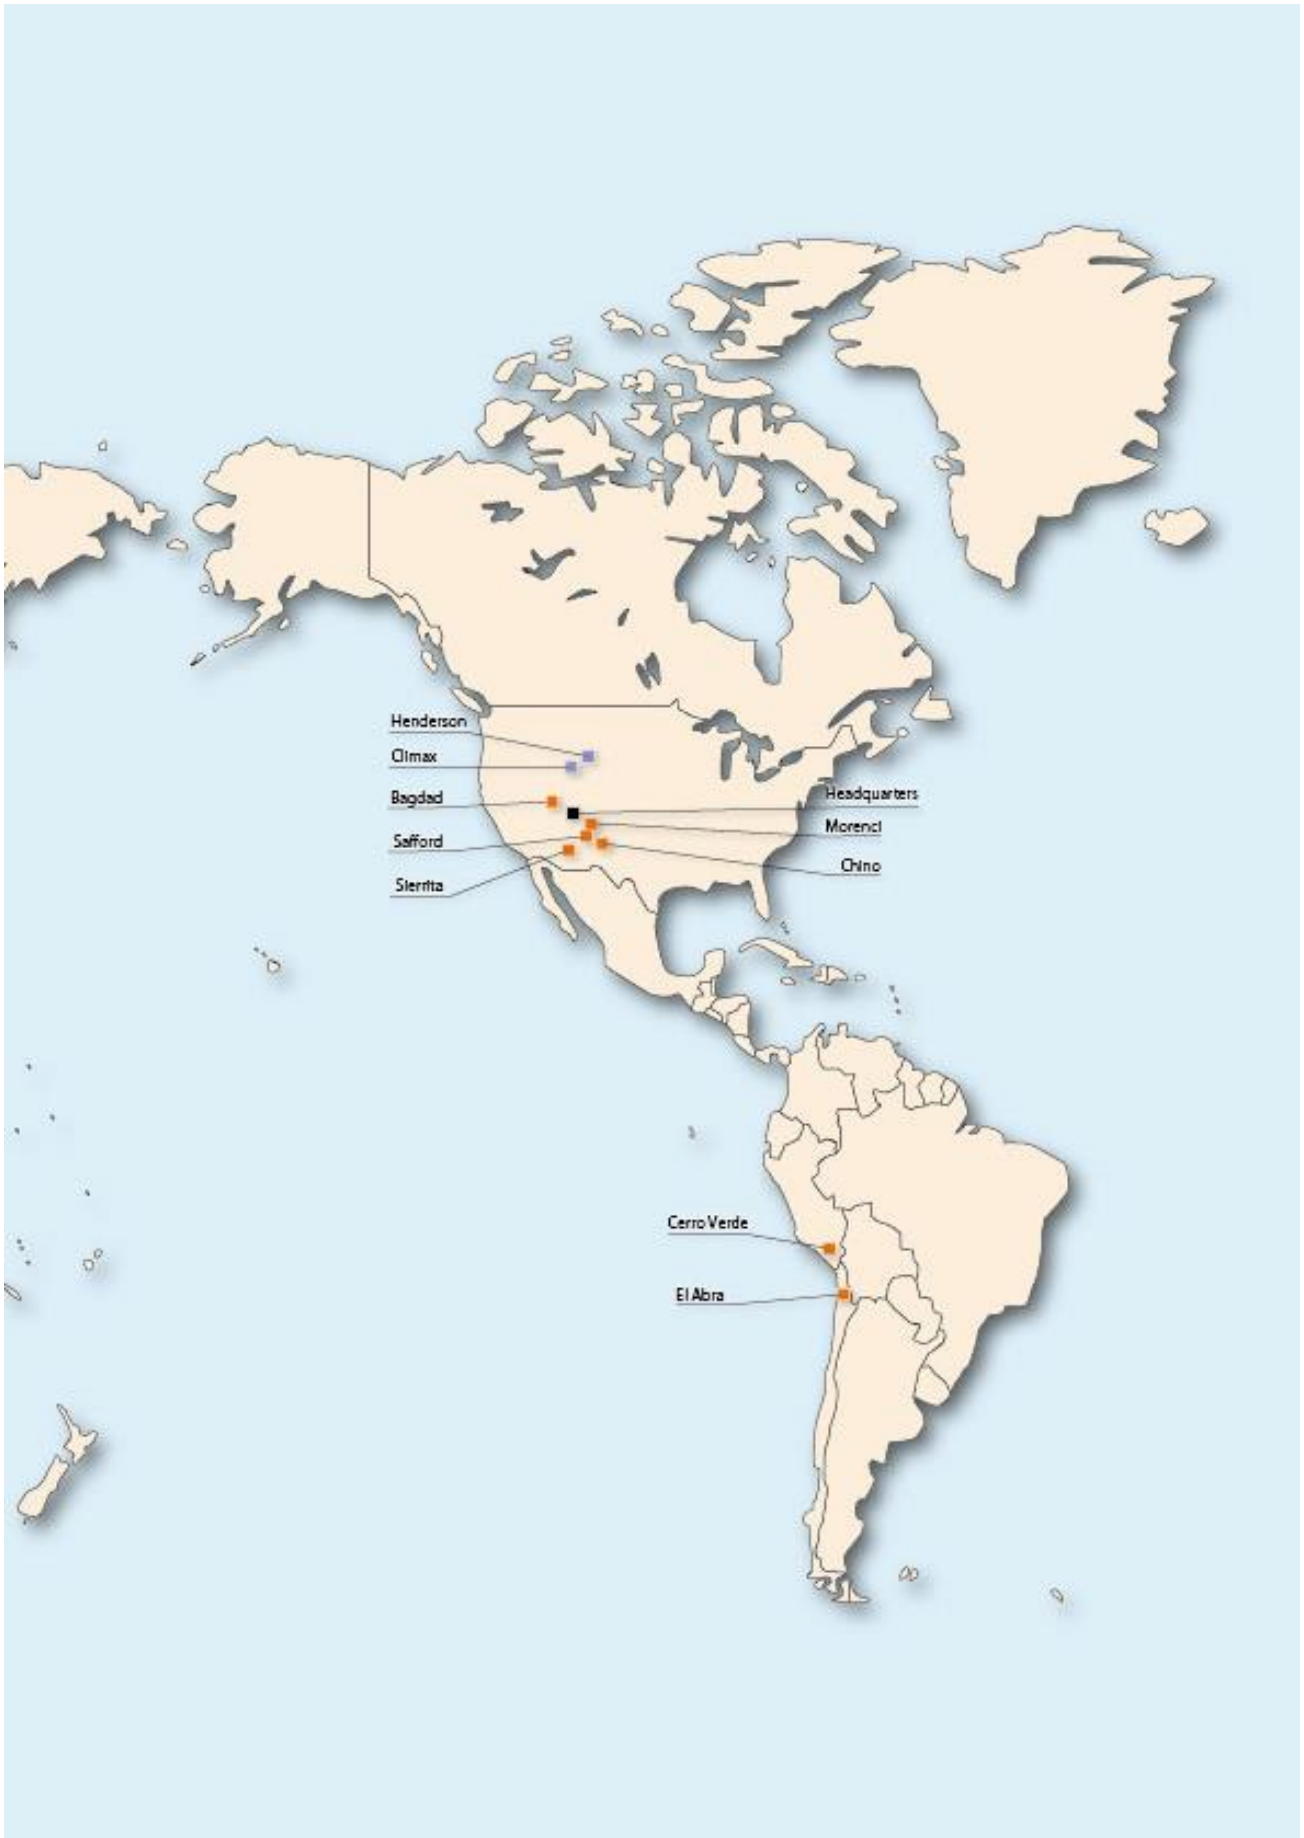 Henderson
Climax
Bagdad
Headquarters
Morenci
Safford
Chino
Sierrita
Cerro Verde
El Abra